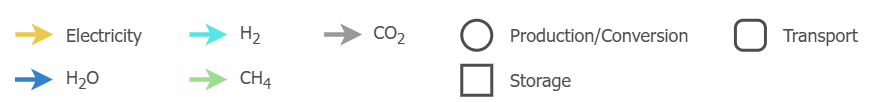 Electricity H₂ CO₂ Production/Conversion Transport
H₂O CH₄ Storage